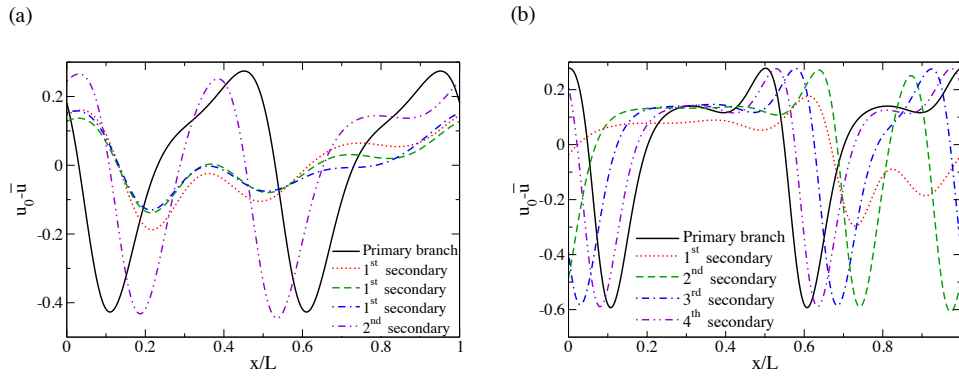 (a)
(b)
u₀-ū
0.2
0
-0.2
-0.4
0
0.2
0.4
0.6
0.8
1
x/L
Primary branch
1ˢᵗ secondary
1ˢᵗ secondary
1ˢᵗ secondary
2ⁿᵈ secondary
u₀-ū
0.2
0
-0.2
-0.4
-0.6
0
0.2
0.4
0.6
0.8
x/L
Primary branch
1ˢᵗ secondary
2ⁿᵈ secondary
3ʳᵈ secondary
4ᵗʰ secondary